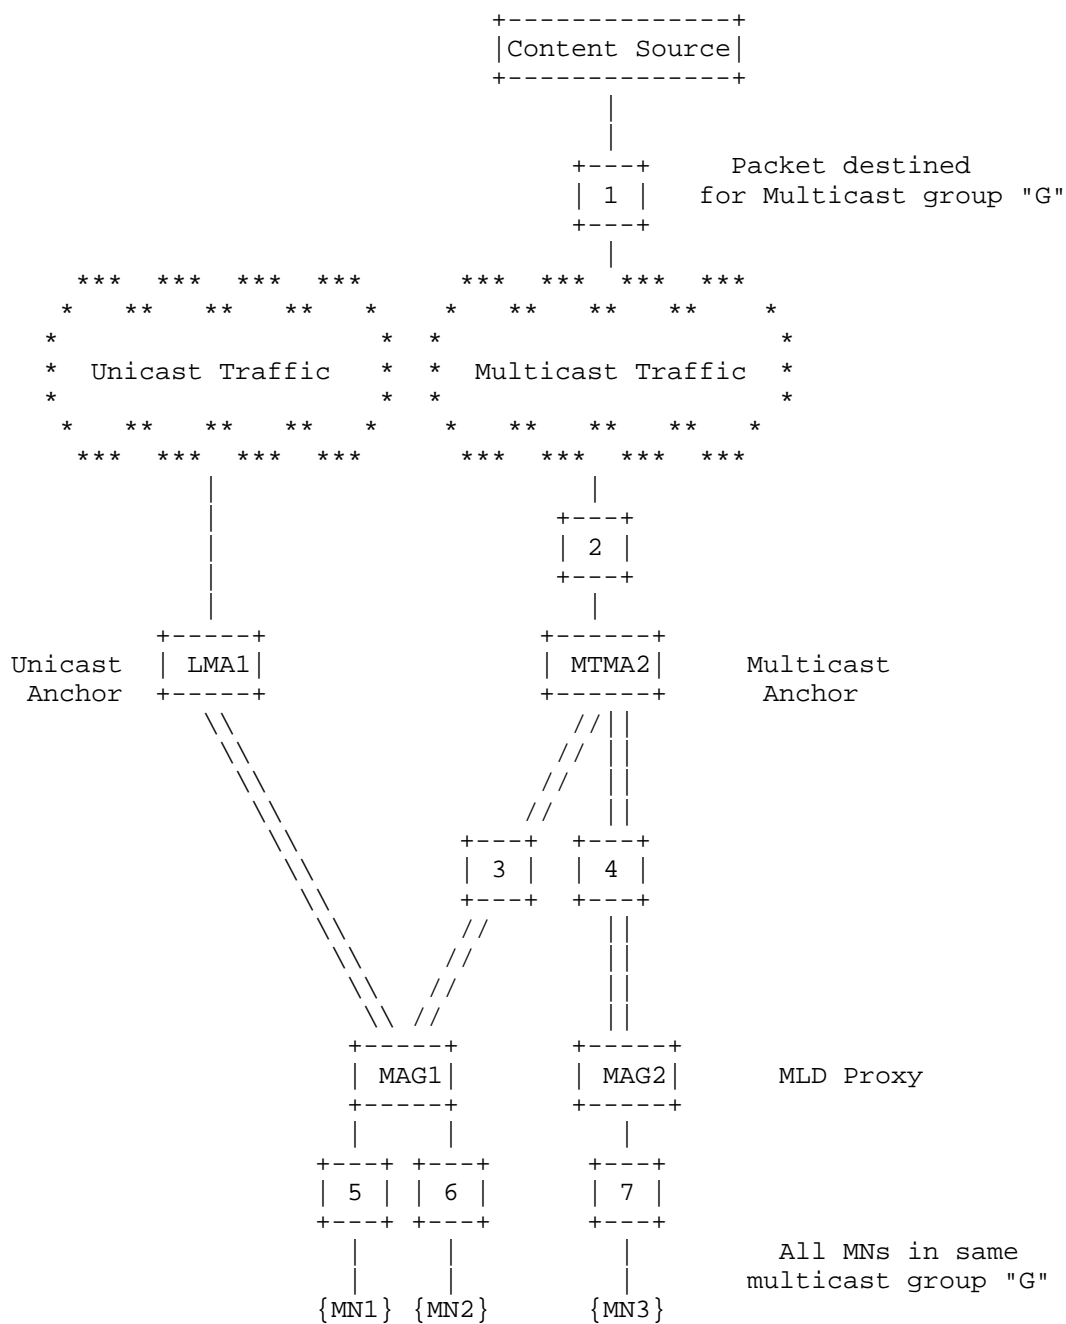 Content Source
Packet destined
1 for Multicast group "G"
Unicast Traffic Multicast Traffic
2
Unicast LMA1 MTMA2 Multicast
Anchor Anchor
3 4
MAG1 MAG2 MLD Proxy
5 6 7
All MNs in same
multicast group "G"
{MN1} {MN2} {MN3}